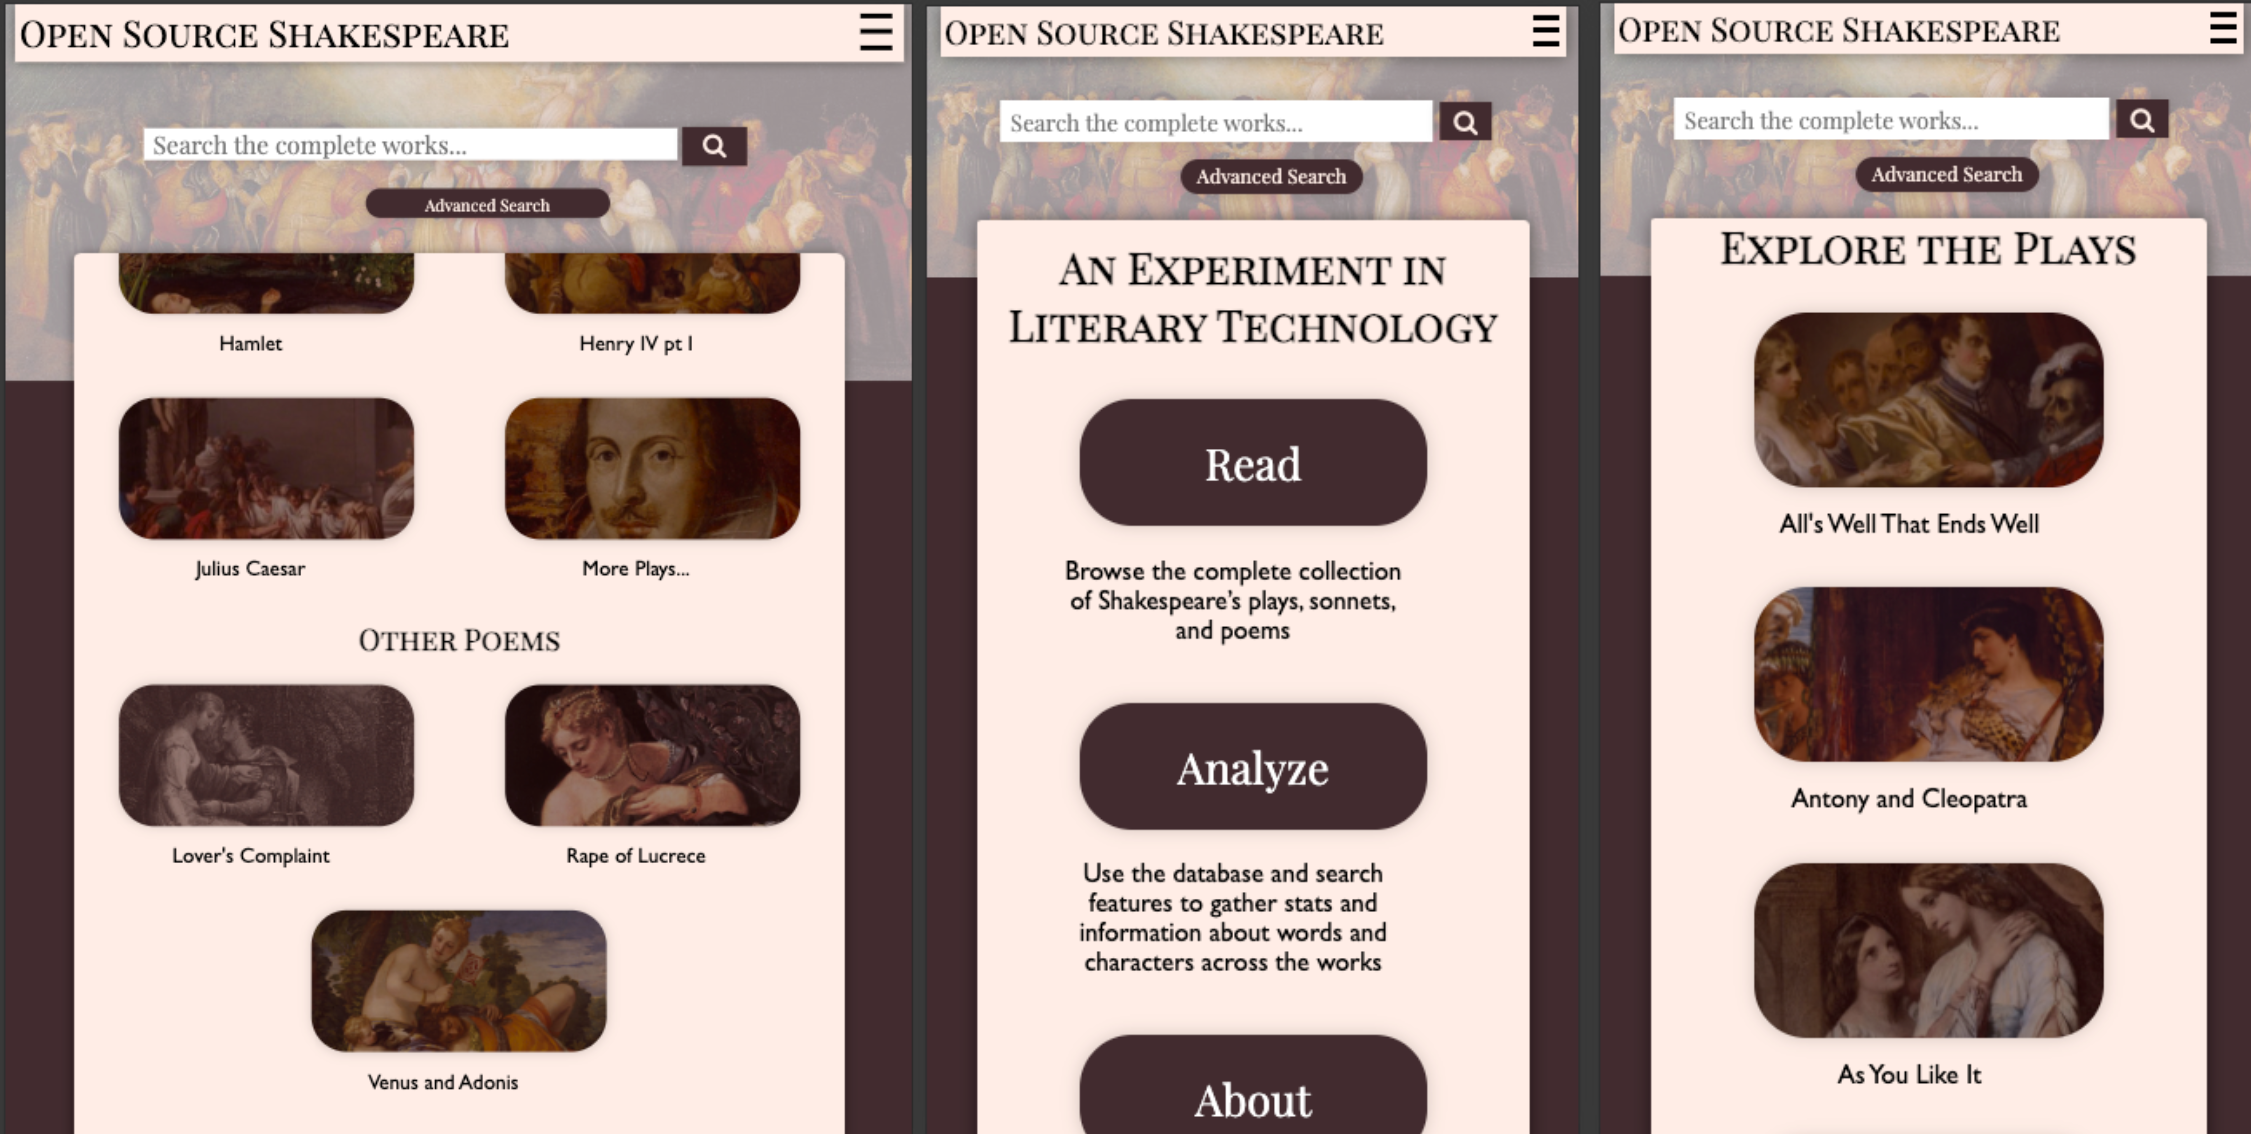 Open Source Shakespeare
Search the complete works...
Advanced Search
Hamlet
Henry IV pt I
Julius Caesar
More Plays...
Other Poems
Lover's Complaint
Rape of Lucrece
Venus and Adonis
Open Source Shakespeare
Search the complete works...
Advanced Search
An Experiment in
Literary Technology
Read
Browse the complete collection
of Shakespeare’s plays, sonnets,
and poems
Analyze
Use the database and search
features to gather stats and
information about words and
characters across the works
About
Open Source Shakespeare
Search the complete works...
Advanced Search
Explore the Plays
All's Well That Ends Well
Antony and Cleopatra
As You Like It